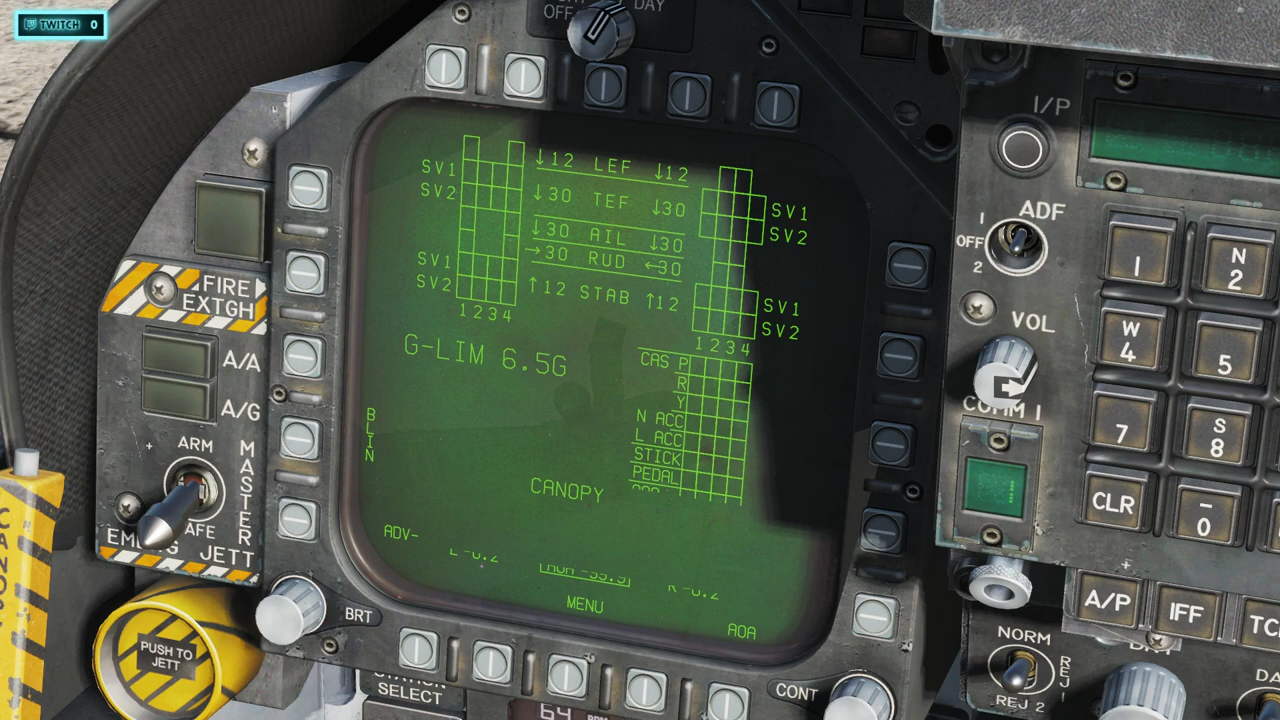 TWITCH 0
OFF
DAY
SV1
SV2
↓12 LEF ↓12
↓30 TEF ↓30
SV1
SV2
↓30 AIL ↓30
→30 RUD ←30
SV1
SV2
↑12 STAB ↑12
SV1
SV2
1 2 3 4
1 2 3 4
G-LIM 6.5G
CAS P
R
Y
N ACC
L ACC
STICK
PEDAL
BLIN
CANOPY
ADV-
MENU
AOA
FIRE
EXTGH
A/A
A/G
ARM
MASTER
EMERG JETT
PUSH TO
JETT
BRT
CONT
SELECT
64
I/P
ADF
1
OFF
2
VOL
COMM 1
1
N
2
W
4
5
7
S
8
CLR
-
0
A/P
IFF
NORM
REJ 2